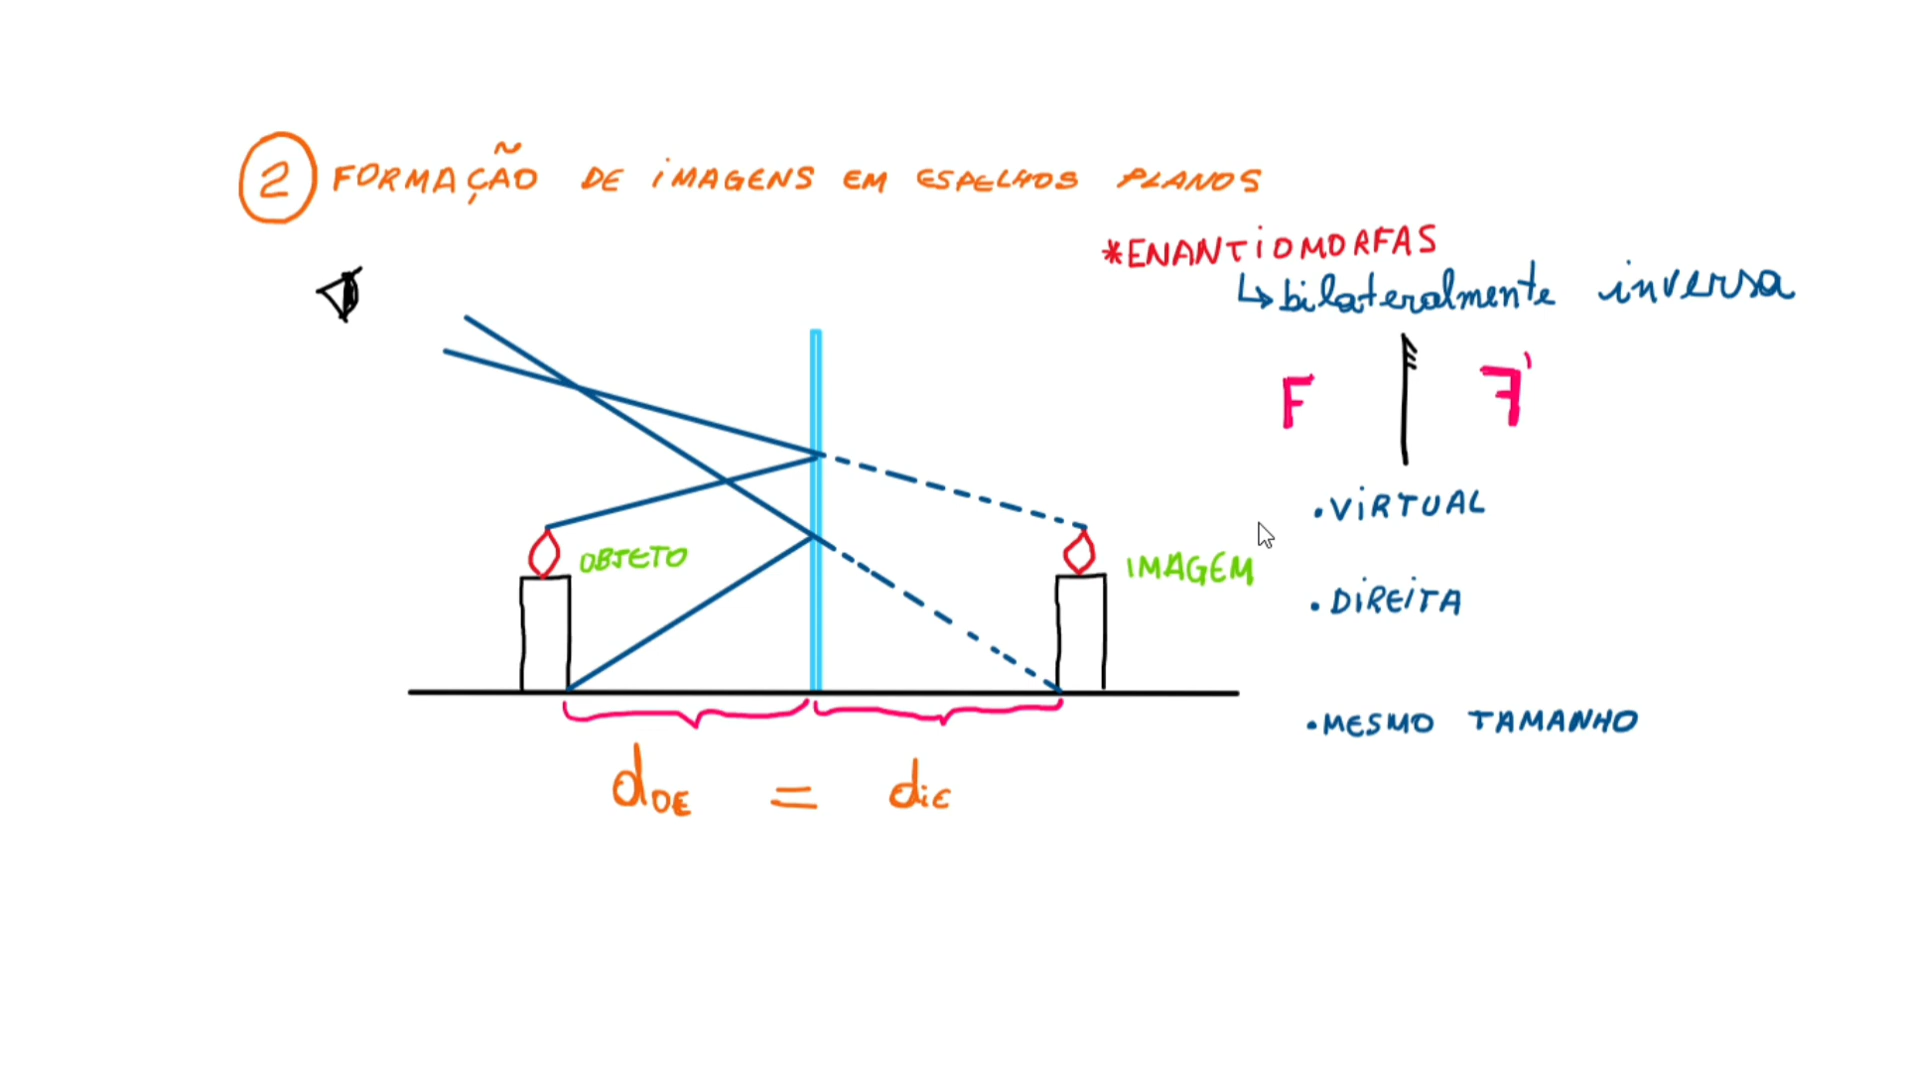 2 FORMAÇÃO DE IMAGENS EM ESPELHOS PLANOS
*ENANTIOMORFAS
↳ bilateralmente inversa
F
F'
OBJETO
IMAGEM
• VIRTUAL
• DIREITA
• MESMO TAMANHO
dOE = diE